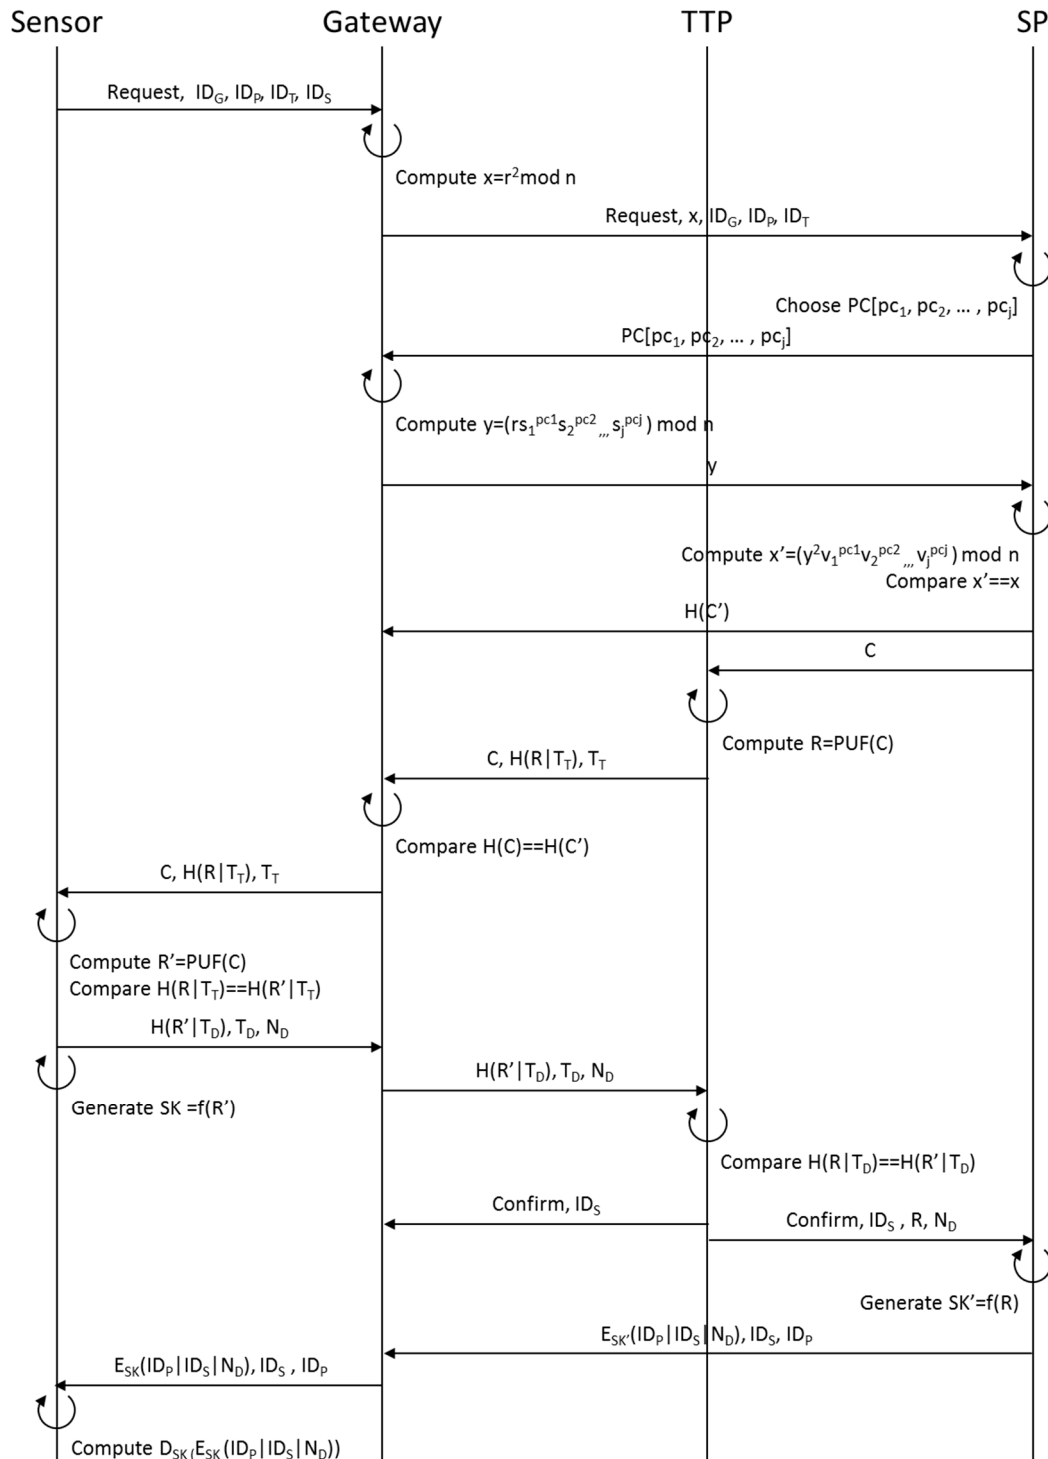 Sensor Gateway TTP SP
Request, ID_G, ID_P, ID_T, ID_S
Compute x=r²mod n
Request, x, ID_G, ID_P, ID_T
Choose PC[pc₁, pc₂, ... , pc_j]
PC[pc₁, pc₂, ... , pc_j]
Compute y=(rs₁^pc1 s₂^pc2 ,,, s_j^pcj ) mod n
y
Compute x’=(y²v₁^pc1 v₂^pc2 ,,, v_j^pcj ) mod n
Compare x’==x
H(C’)
C
Compute R=PUF(C)
C, H(R|T_T), T_T
Compare H(C)==H(C’)
C, H(R|T_T), T_T
Compute R’=PUF(C)
Compare H(R|T_T)==H(R’|T_T)
H(R’|T_D), T_D, N_D
H(R’|T_D), T_D, N_D
Generate SK =f(R’)
Compare H(R|T_D)==H(R’|T_D)
Confirm, ID_S
Confirm, ID_S , R, N_D
Generate SK’=f(R)
E_SK’(ID_P|ID_S|N_D), ID_S, ID_P
E_SK(ID_P|ID_S|N_D), ID_S , ID_P
Compute D_SK(E_SK(ID_P|ID_S|N_D))